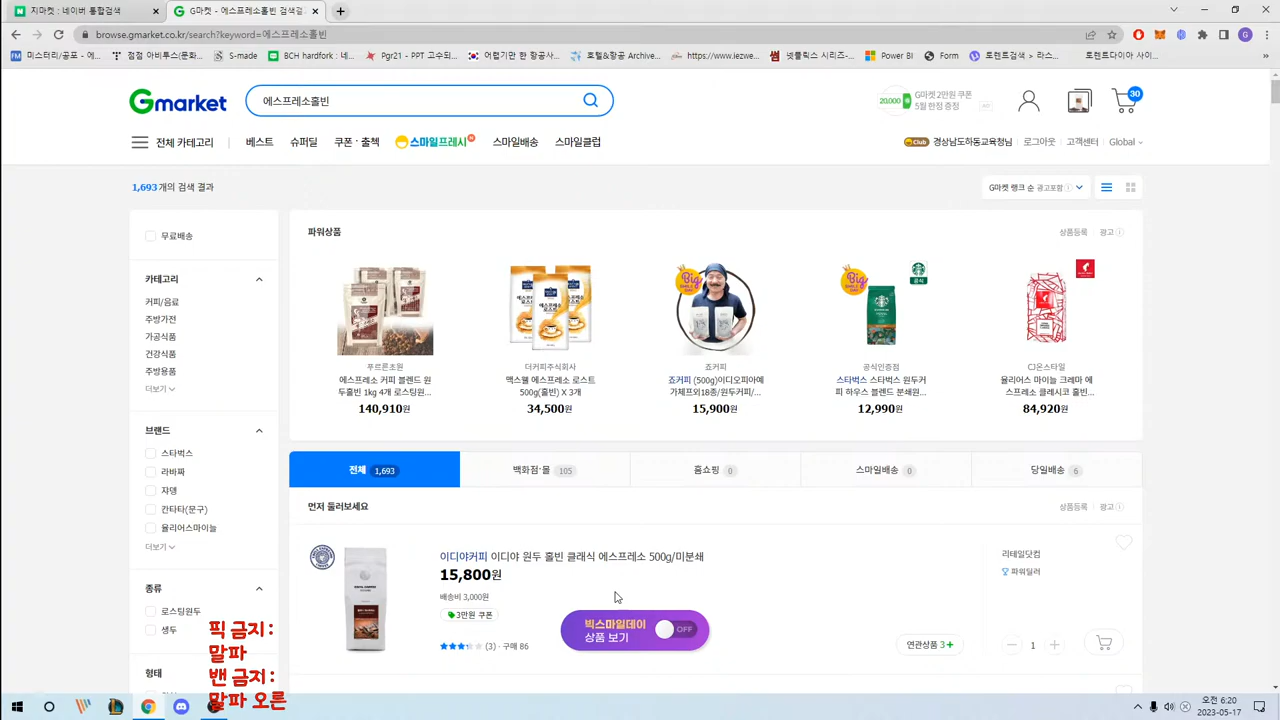 지마켓 : 네이버 통합검색
G마켓 - 에스프레소홀빈 검색결
browse.gmarket.co.kr/search?keyword=에스프레소홀빈
미스터리/공포 - e...
점점 사이투스(문란...
S-mart
BCH Hardfork : ne...
Pgr21 - PPT 고수되...
어렵기만 한 항공사...
호텔&항공 Archive...
https://www.lezwe...
넷플릭스 시리즈...
Power BI
Form
토렌트검색 > 라스...
토렌트다이아 사이...
Gmarket
에스프레소홀빈
20,000
G마켓 2만원 쿠폰
5월 한정 증정
AD
30
전체 카테고리
베스트
슈퍼딜
쿠폰·출첵
스마일프레시
스마일배송
스마일클럽
Club 경상남도하동교육청님
로그아웃
고객센터
Global
1,693개의 검색 결과
G마켓 랭크 순 광고포함
무료배송
카테고리
커피/음료
주방가전
가공식품
건강식품
주방용품
더보기
브랜드
스타벅스
라바짜
쟈뎅
칸타타(문구)
율리어스마이늘
더보기
종류
로스팅원두
생두
형태
파워상품
상품등록
광고
푸르른초원
에스프레소 커피 블렌드 원
두홀빈 1kg 4개 로스팅원...
140,910원
더커피주식회사
맥스웰 에스프레소 로스트
500g(홀빈) X 3개
34,500원
죠커피
죠커피 (500g)이디오피아예
가체프외18종/원두커피/...
15,900원
공식인증점
스타벅스 스타벅스 원두커
피 하우스 블렌드 분쇄원...
12,990원
CJ온스타일
율리어스 마이늘 크레마 에
스프레소 클레시코 홀빈...
84,920원
전체 1,693
백화점·몰 105
홈쇼핑 0
스마일배송 0
당일배송 6
먼저 둘러보세요
상품등록
광고
이디야커피 이디야 원두 홀빈 클래식 에스프레소 500g/미분쇄
15,800원
배송비 3,000원
3만원 쿠폰
(3) · 구매 86
빅스마일데이
상품 보기
OFF
리테일닷컴
파워딜러
연관상품 3+
1
픽 금지 :
말파
밴 금지 :
말파 오른
오전 6:20
2023-05-17